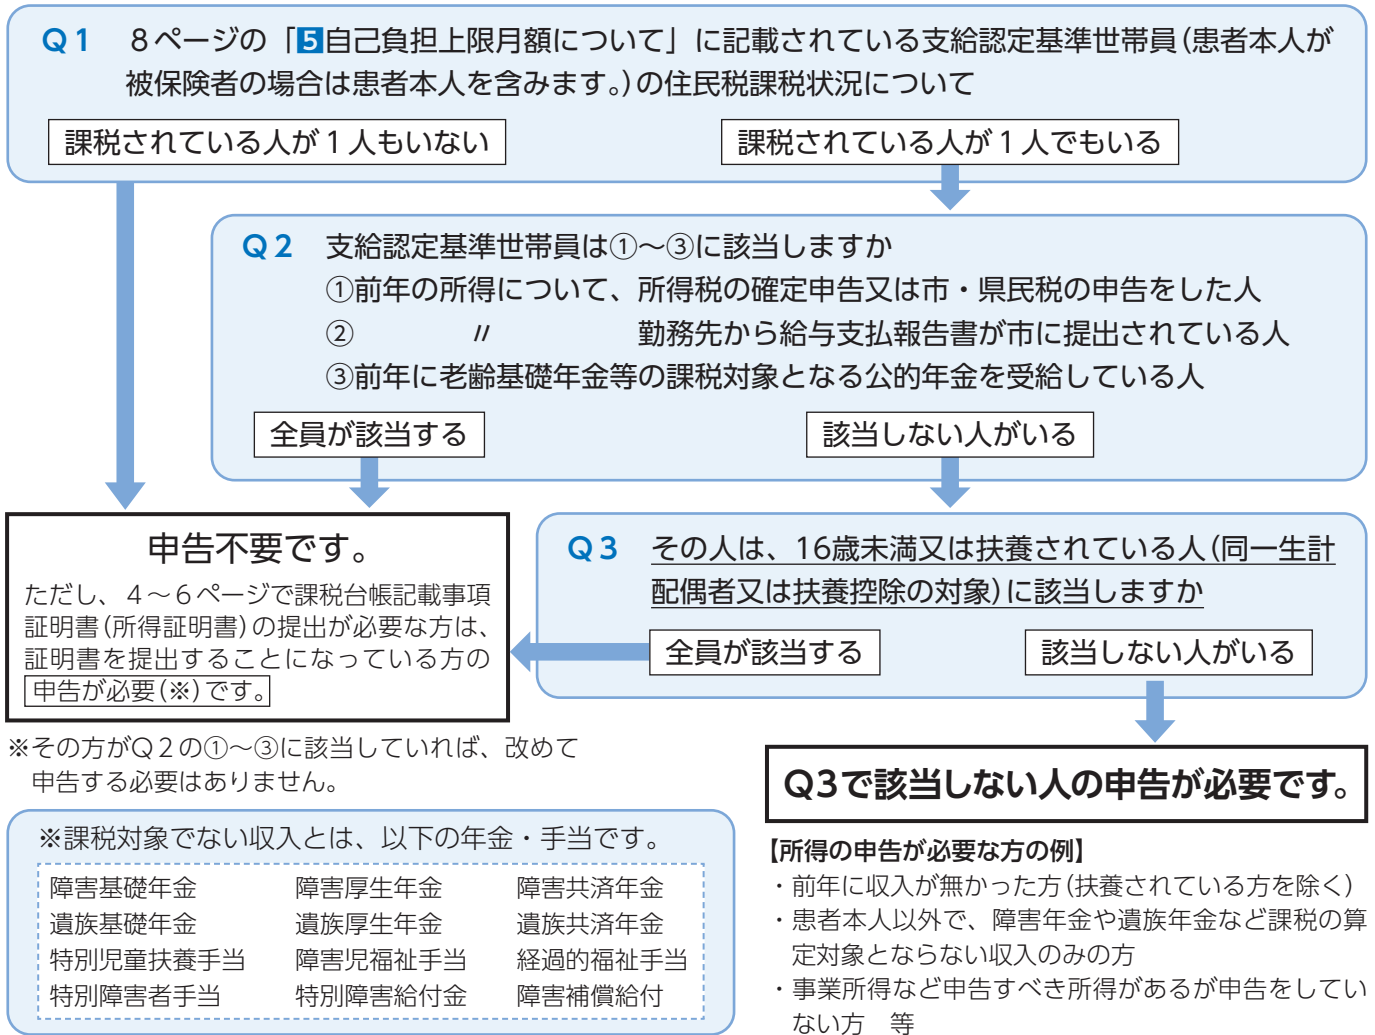 Q1 8ページの「5自己負担上限月額について」に記載されている支給認定基準世帯員(患者本人が
被保険者の場合は患者本人を含みます。)の住民税課税状況について
課税されている人が1人もいない
課税されている人が1人でもいる
Q2 支給認定基準世帯員は①～③に該当しますか
①前年の所得について、所得税の確定申告又は市・県民税の申告をした人
② 〃 勤務先から給与支払報告書が市に提出されている人
③前年に老齢基礎年金等の課税対象となる公的年金を受給している人
全員が該当する
該当しない人がいる
Q3 その人は、16歳未満又は扶養されている人(同一生計
配偶者又は扶養控除の対象)に該当しますか
全員が該当する
該当しない人がいる
申告不要です。
ただし、4～6ページで課税台帳記載事項
証明書(所得証明書)の提出が必要な方は、
証明書を提出することになっている方の
申告が必要(※)です。
※その方がQ2の①～③に該当していれば、改めて
申告する必要はありません。
Q3で該当しない人の申告が必要です。
※課税対象でない収入とは、以下の年金・手当です。
障害基礎年金 障害厚生年金 障害共済年金
遺族基礎年金 遺族厚生年金 遺族共済年金
特別児童扶養手当 障害児福祉手当 経過的福祉手当
特別障害者手当 特別障害給付金 障害補償給付
【所得の申告が必要な方の例】
・前年に収入が無かった方(扶養されている方を除く)
・患者本人以外で、障害年金や遺族年金など課税の算
定対象とならない収入のみの方
・事業所得など申告すべき所得があるが申告をしてい
ない方 等